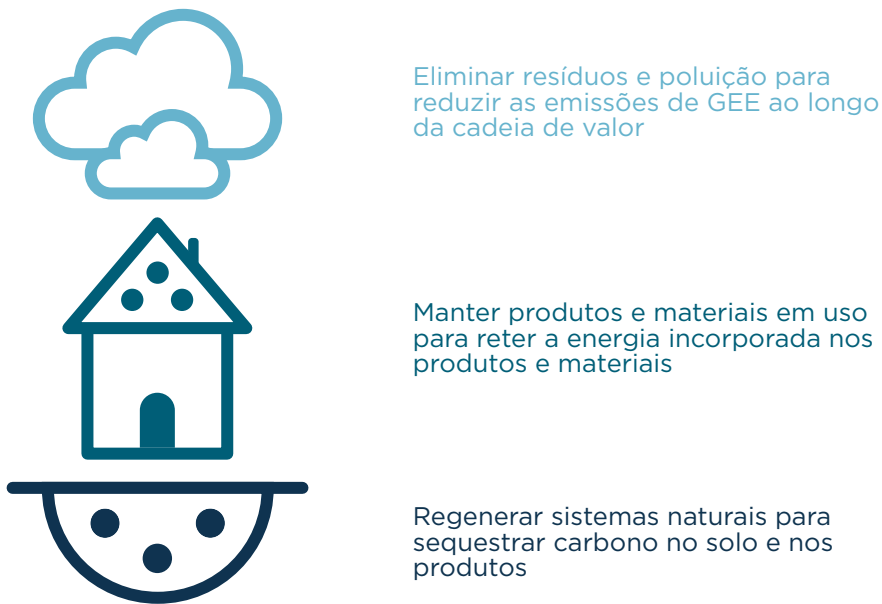 Eliminar resíduos e poluição para
reduzir as emissões de GEE ao longo
da cadeia de valor
Manter produtos e materiais em uso
para reter a energia incorporada nos
produtos e materiais
Regenerar sistemas naturais para
sequestrar carbono no solo e nos
produtos